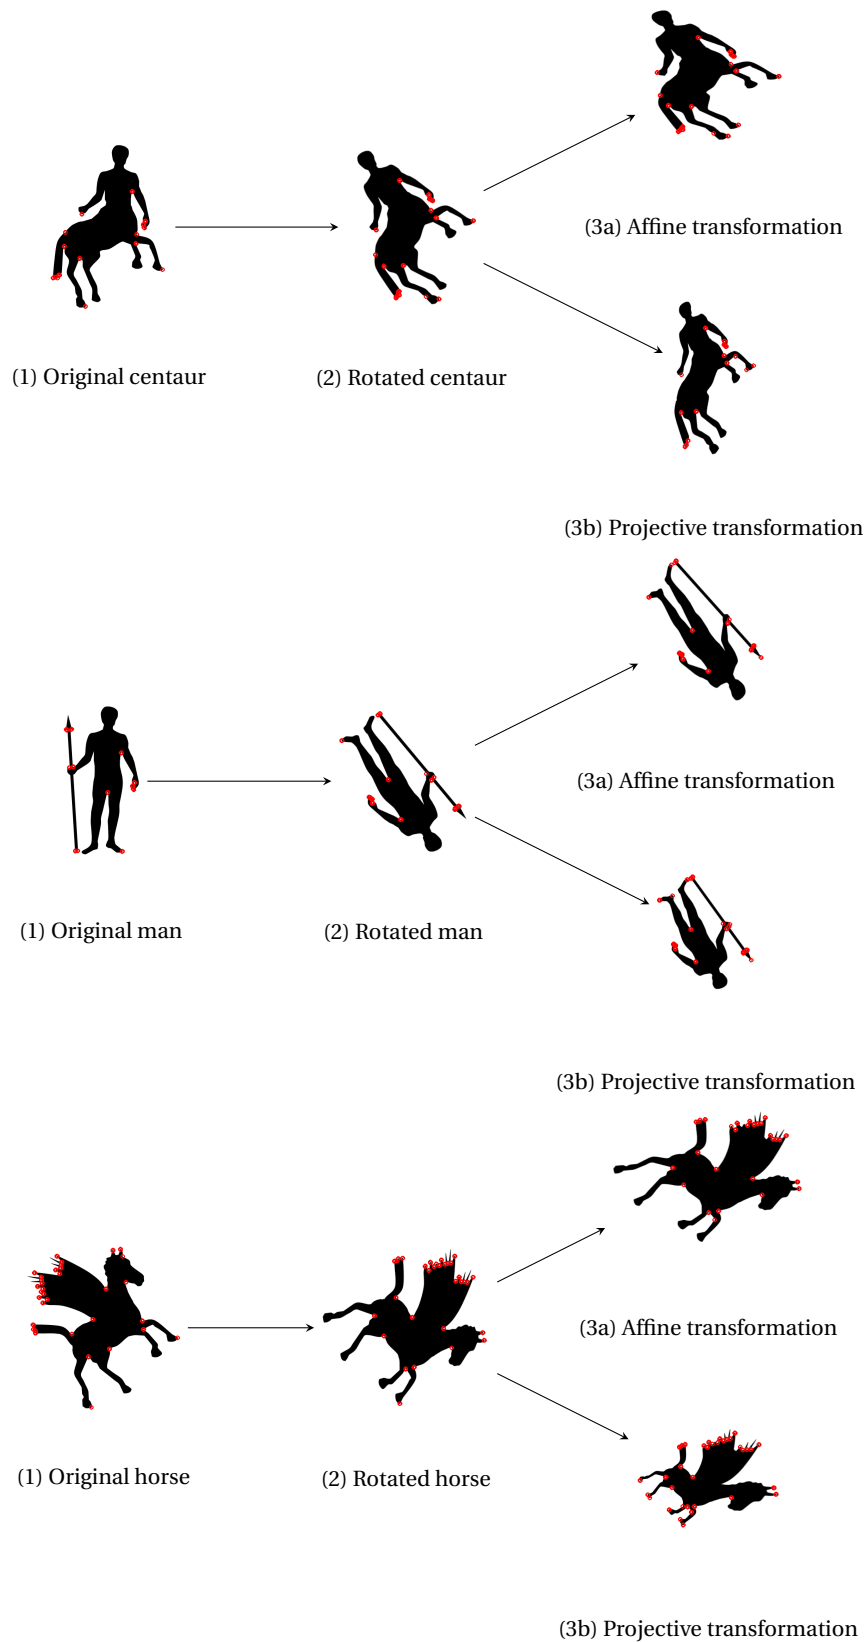 (3a) Affine transformation
(1) Original centaur
(2) Rotated centaur
(3b) Projective transformation
(3a) Affine transformation
(1) Original man
(2) Rotated man
(3b) Projective transformation
(3a) Affine transformation
(1) Original horse
(2) Rotated horse
(3b) Projective transformation